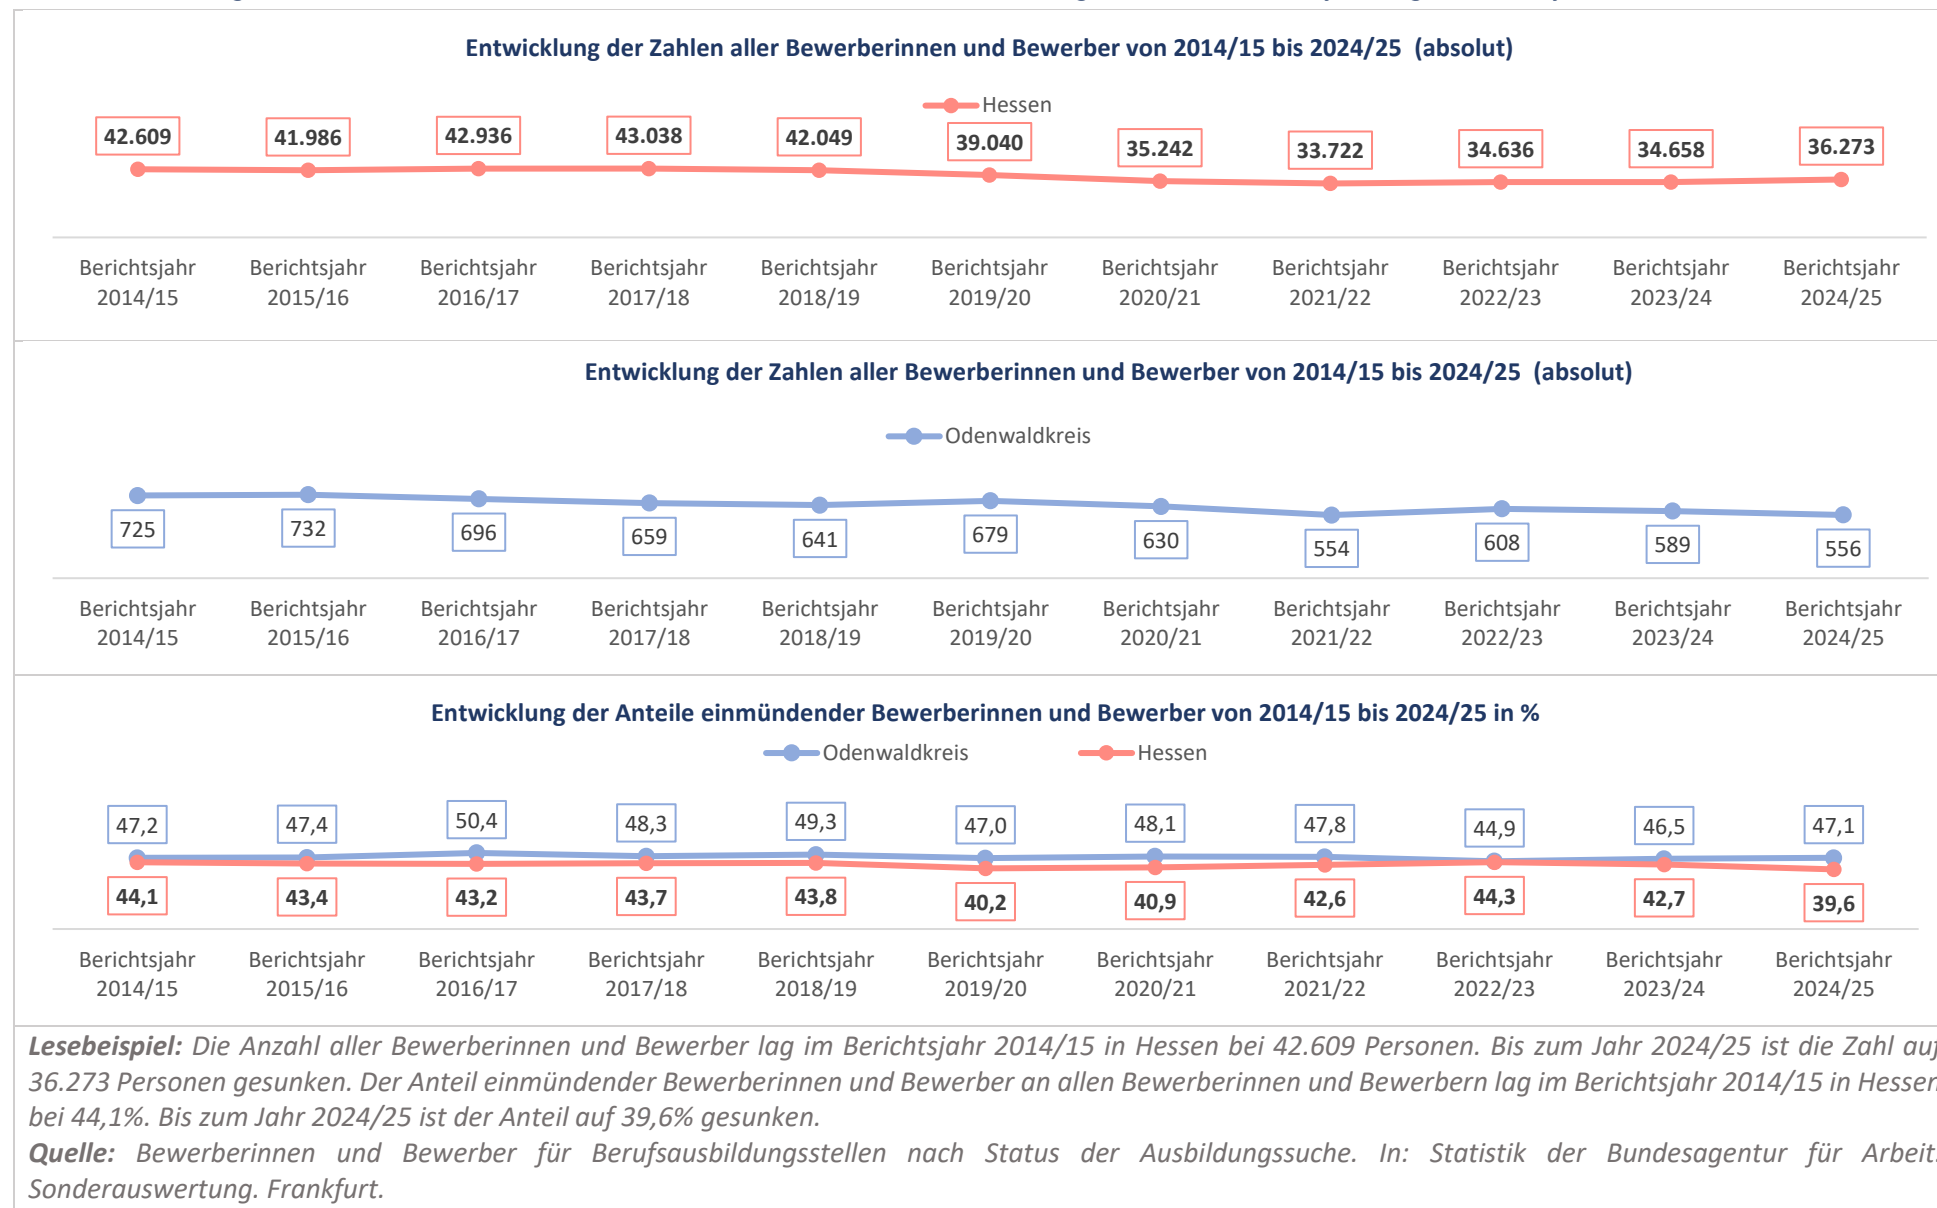 Entwicklung der Zahlen aller Bewerberinnen und Bewerber von 2014/15 bis 2024/25 (absolut)
Hessen
42.609 41.986 42.936 43.038 42.049 39.040 35.242 33.722 34.636 34.658 36.273
Berichtsjahr Berichtsjahr Berichtsjahr Berichtsjahr Berichtsjahr Berichtsjahr Berichtsjahr Berichtsjahr Berichtsjahr Berichtsjahr Berichtsjahr
2014/15 2015/16 2016/17 2017/18 2018/19 2019/20 2020/21 2021/22 2022/23 2023/24 2024/25
Entwicklung der Zahlen aller Bewerberinnen und Bewerber von 2014/15 bis 2024/25 (absolut)
Odenwaldkreis
725 732 696 659 641 679 630 554 608 589 556
Berichtsjahr Berichtsjahr Berichtsjahr Berichtsjahr Berichtsjahr Berichtsjahr Berichtsjahr Berichtsjahr Berichtsjahr Berichtsjahr Berichtsjahr
2014/15 2015/16 2016/17 2017/18 2018/19 2019/20 2020/21 2021/22 2022/23 2023/24 2024/25
Entwicklung der Anteile einmündender Bewerberinnen und Bewerber von 2014/15 bis 2024/25 in %
Odenwaldkreis Hessen
47,2 47,4 50,4 48,3 49,3 47,0 48,1 47,8 44,9 46,5 47,1
44,1 43,4 43,2 43,7 43,8 40,2 40,9 42,6 44,3 42,7 39,6
Berichtsjahr Berichtsjahr Berichtsjahr Berichtsjahr Berichtsjahr Berichtsjahr Berichtsjahr Berichtsjahr Berichtsjahr Berichtsjahr Berichtsjahr
2014/15 2015/16 2016/17 2017/18 2018/19 2019/20 2020/21 2021/22 2022/23 2023/24 2024/25
Lesebeispiel: Die Anzahl aller Bewerberinnen und Bewerber lag im Berichtsjahr 2014/15 in Hessen bei 42.609 Personen. Bis zum Jahr 2024/25 ist die Zahl auf
36.273 Personen gesunken. Der Anteil einmündender Bewerberinnen und Bewerber an allen Bewerberinnen und Bewerbern lag im Berichtsjahr 2014/15 in Hessen
bei 44,1%. Bis zum Jahr 2024/25 ist der Anteil auf 39,6% gesunken.
Quelle: Bewerberinnen und Bewerber für Berufsausbildungsstellen nach Status der Ausbildungssuche. In: Statistik der Bundesagentur für Arbeit.
Sonderauswertung. Frankfurt.